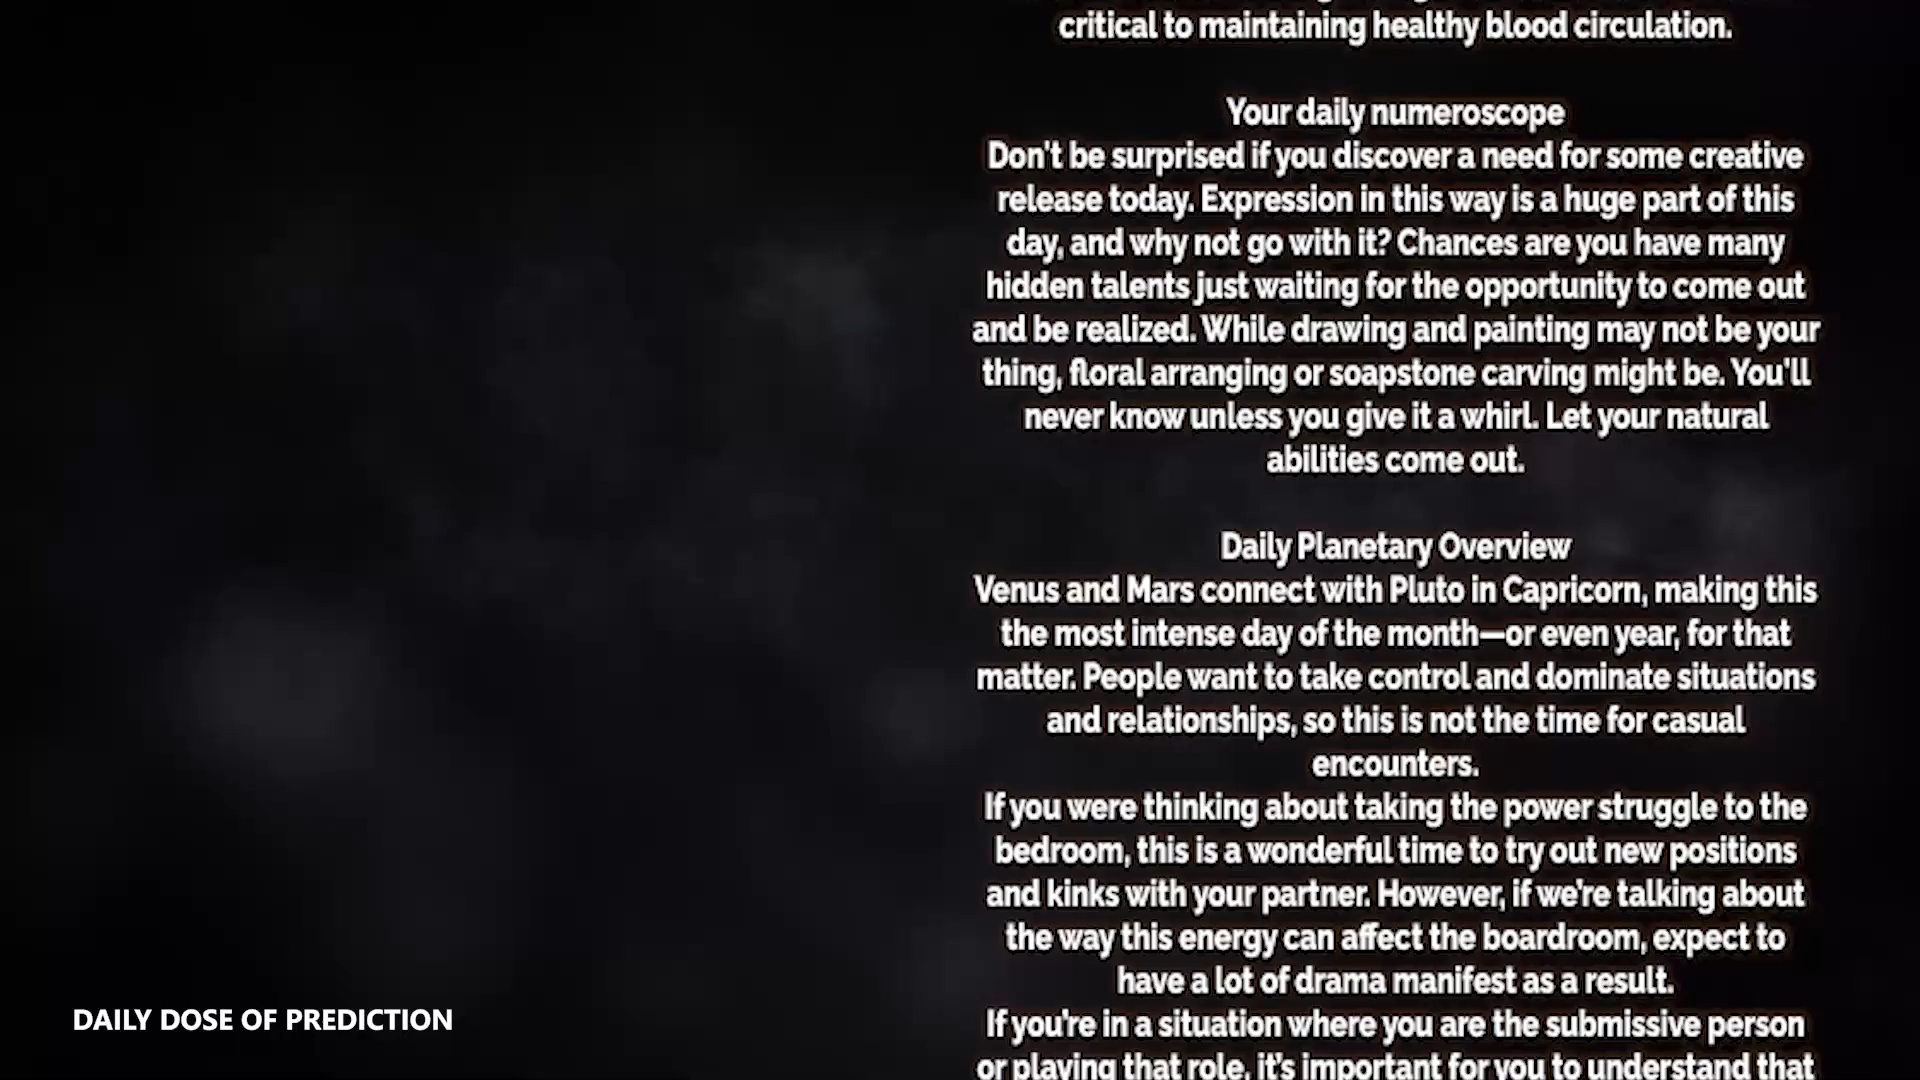 critical to maintaining healthy blood circulation.
Your daily numeroscope
Don't be surprised if you discover a need for some creative
release today. Expression in this way is a huge part of this
day, and why not go with it? Chances are you have many
hidden talents just waiting for the opportunity to come out
and be realized. While drawing and painting may not be your
thing, floral arranging or soapstone carving might be. You'll
never know unless you give it a whirl. Let your natural
abilities come out.
Daily Planetary Overview
Venus and Mars connect with Pluto in Capricorn, making this
the most intense day of the month—or even year, for that
matter. People want to take control and dominate situations
and relationships, so this is not the time for casual
encounters.
If you were thinking about taking the power struggle to the
bedroom, this is a wonderful time to try out new positions
and kinks with your partner. However, if we're talking about
the way this energy can affect the boardroom, expect to
have a lot of drama manifest as a result.
If you're in a situation where you are the submissive person
or playing that role, it's important for you to understand that
DAILY DOSE OF PREDICTION